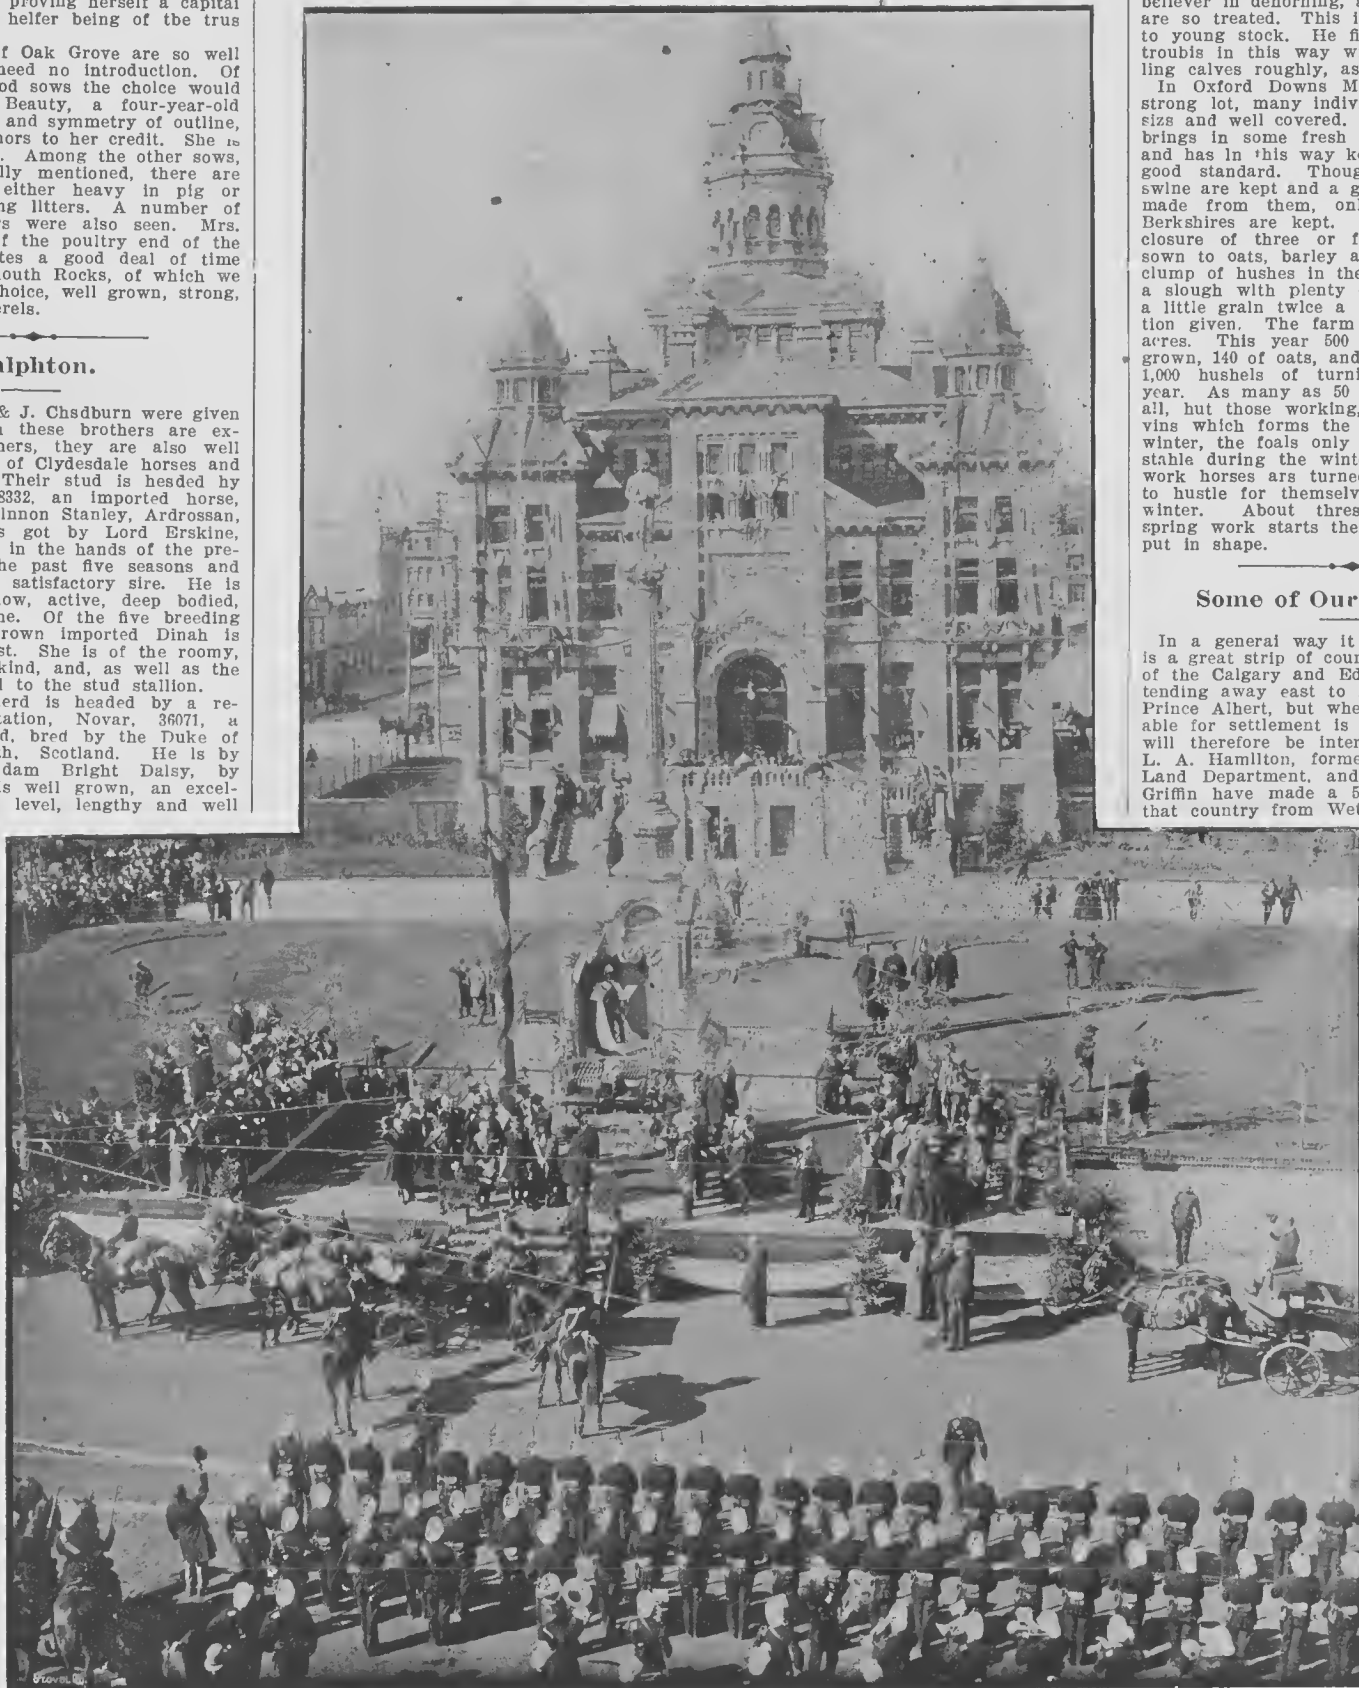 proving herself a capital
helfer being of tbe trus
f Oak Grove are so well
need no introduction. Of
od sows the choice would
Beauty, a four-year-old
and symmetry of outline,
nors to her credit. She is
. Among the other sows,
lly mentioned, there are
either heavy in pig or
ng litters. A number of
rs were also seen. Mrs.
f the poultry end of the
tes a good deal of time
outh Rocks, of which we
hoice, well grown, strong,
erels.
alphton.
& J. Chsdburn were given
n these brothers are ex-
ners, they are also well
of Clydesdale horses and
Their stud is hesded by
8332, an imported horse,
innon Stanley, Ardrossan,
s got by Lord Erskine,
in the hands of the pre-
he past five seasons and
satisfactory sire. He is
low, active, deep bodied,
ne. Of the five breeding
rown imported Dinah is
st. She is of the roomy,
kind, and, as well as the
l to the stud stallion.
erd is headed by a re-
tation, Novar, 36071, a
d, bred by the Duke of
h, Scotland. He is by
dam Bright Daisy, by
s well grown, an excel-
level, lengthy and well
believer in dehorning,
are so treated. This i
to young stock. He fi
troubis in this way w
ling calves roughly, as
In Oxford Downs M
strong lot, many indiv
sizs and well covered.
brings in some fresh
and has ln this way ke
good standard. Thoug
swine are kept and a g
made from them, onl
Berkshires are kept.
closure of three or f
sown to oats, barley a
clump of hushes in the
a slough with plenty
a little grain twice a
tion given. The farm
acres. This year 500
grown, 140 of oats, and
1,000 hushels of turni
year. As many as 50
all, hut those working,
vins which forms the
winter, the foals only
stable during the wint
work horses ars turned
to hustle for themselv
winter. About thres
spring work starts the
put in shape.
Some of Our
In a generai way it
is a great strip of coun
of the Calgary and Ed
tending away east to
Prince Alhert, but whe
able for settlement is
will therefore be inter
L. A. Hamilton, forme
Land Department, and
Griffin have made a 5
that country from Wet